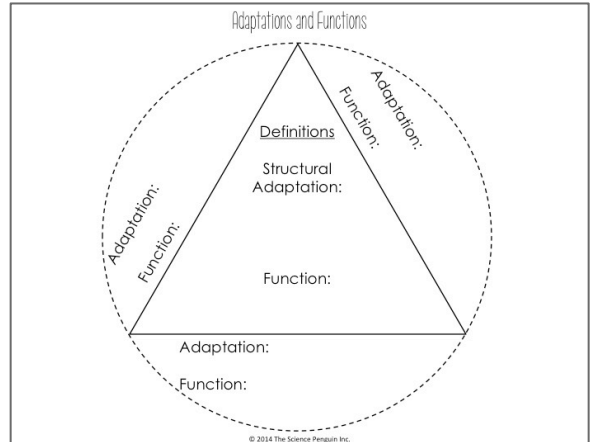 Adaptations and Functions
Adaptation:
Function:
Definitions
Structural
Adaptation:
Function:
Adaptation:
Function:
Adaptation:
Function:
© 2014 The Science Penguin Inc.